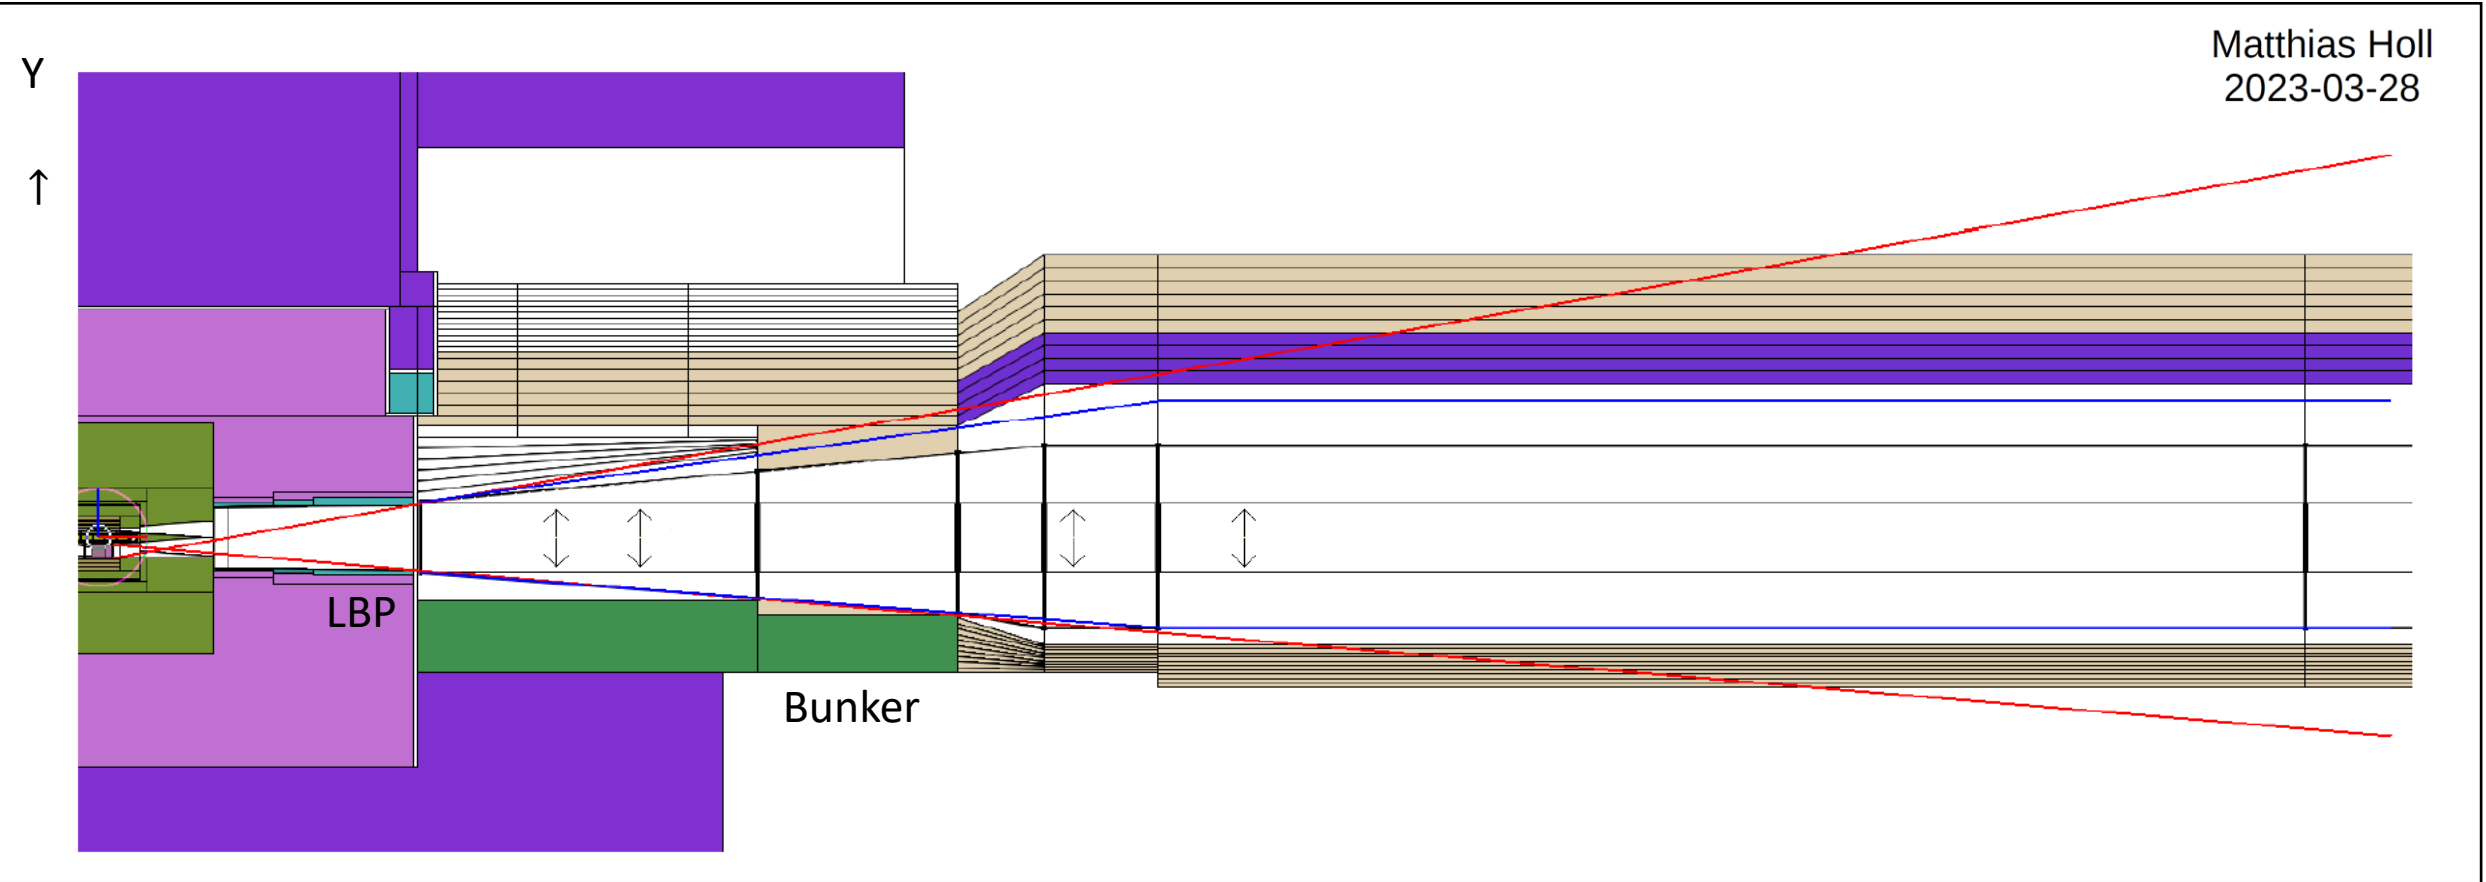 Matthias Holl
2023-03-28
Y
↑
LBP
Bunker